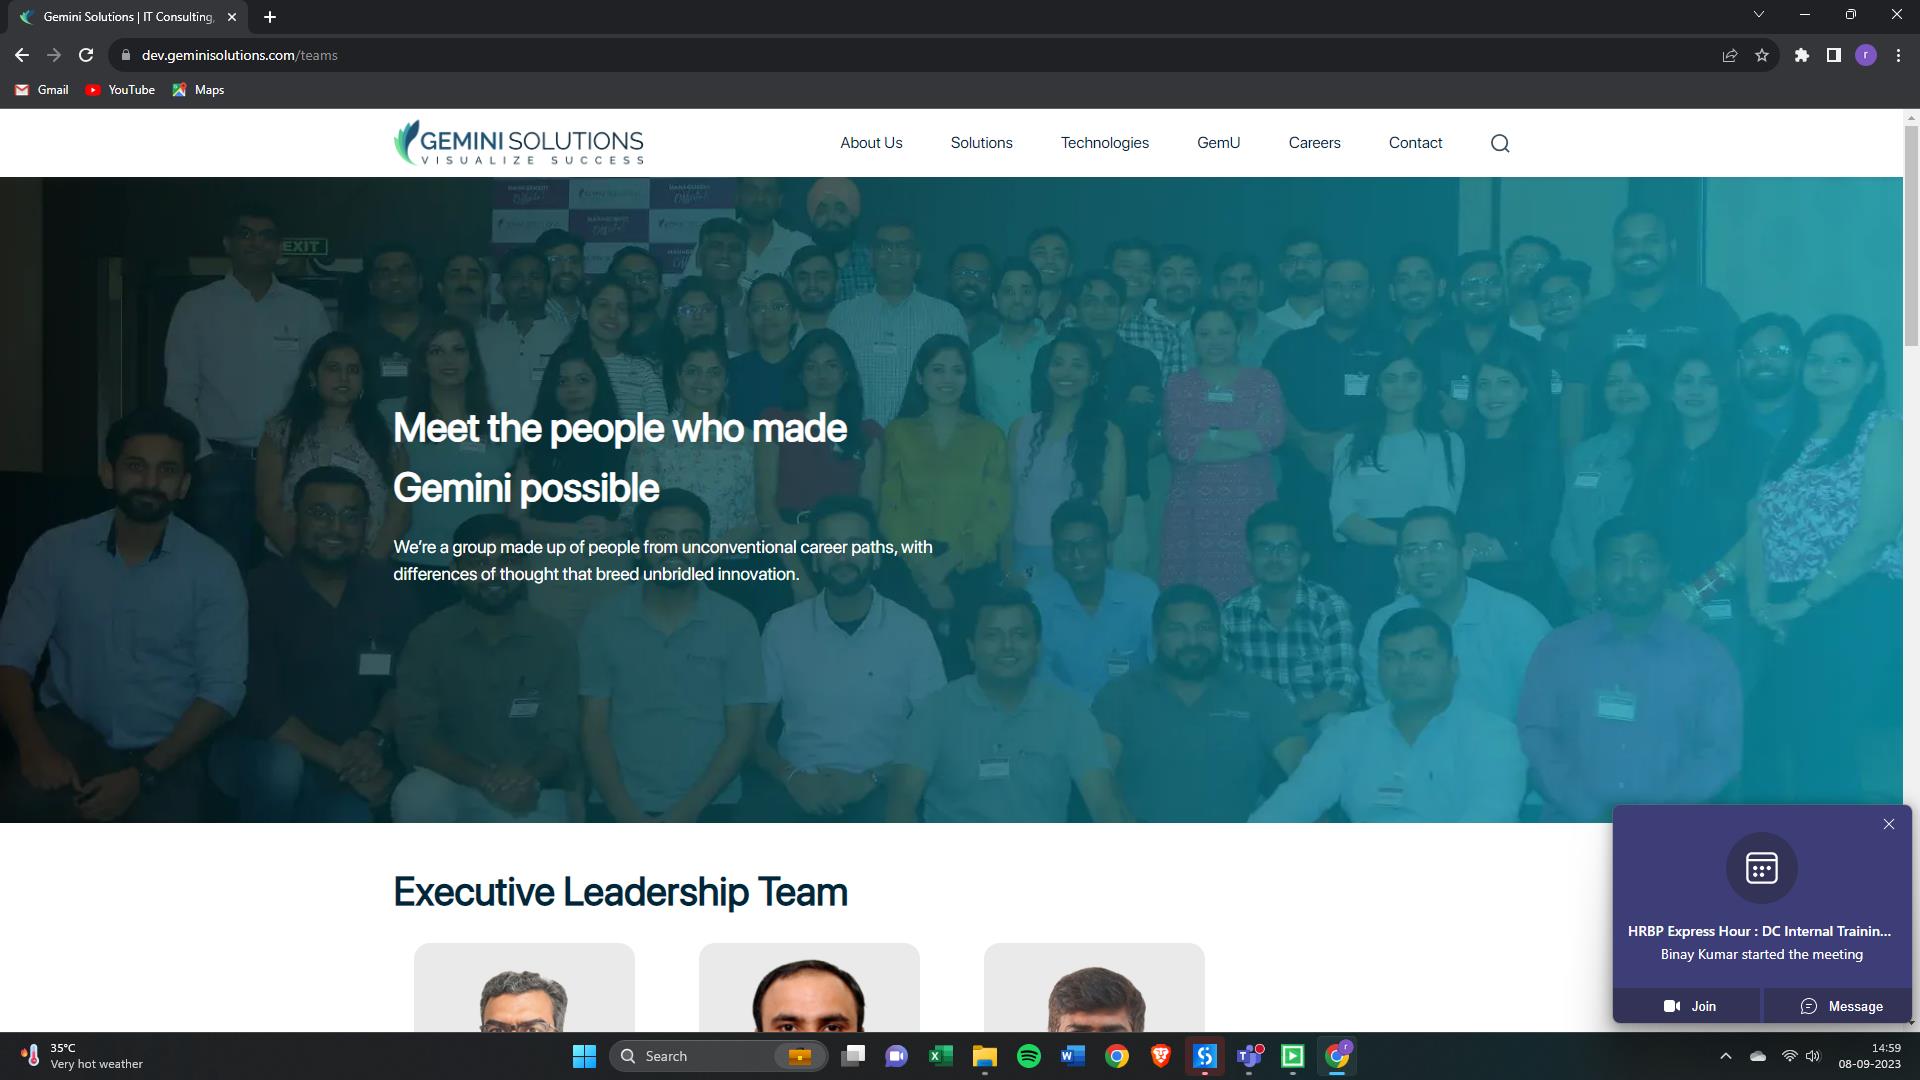 Gemini Solutions | IT Consulting,
dev.geminisolutions.com/teams
r
Gmail
YouTube
Maps
GEMINI SOLUTIONS
VISUALIZE SUCCESS
About Us
Solutions
Technologies
GemU
Careers
Contact
EXIT
Meet the people who made
Gemini possible
We're a group made up of people from unconventional career paths, with
differences of thought that breed unbridled innovation.
Executive Leadership Team
HRBP Express Hour : DC Internal Trainin...
Binay Kumar started the meeting
Join
Message
35°C
Very hot weather
Search
14:59
08-09-2023